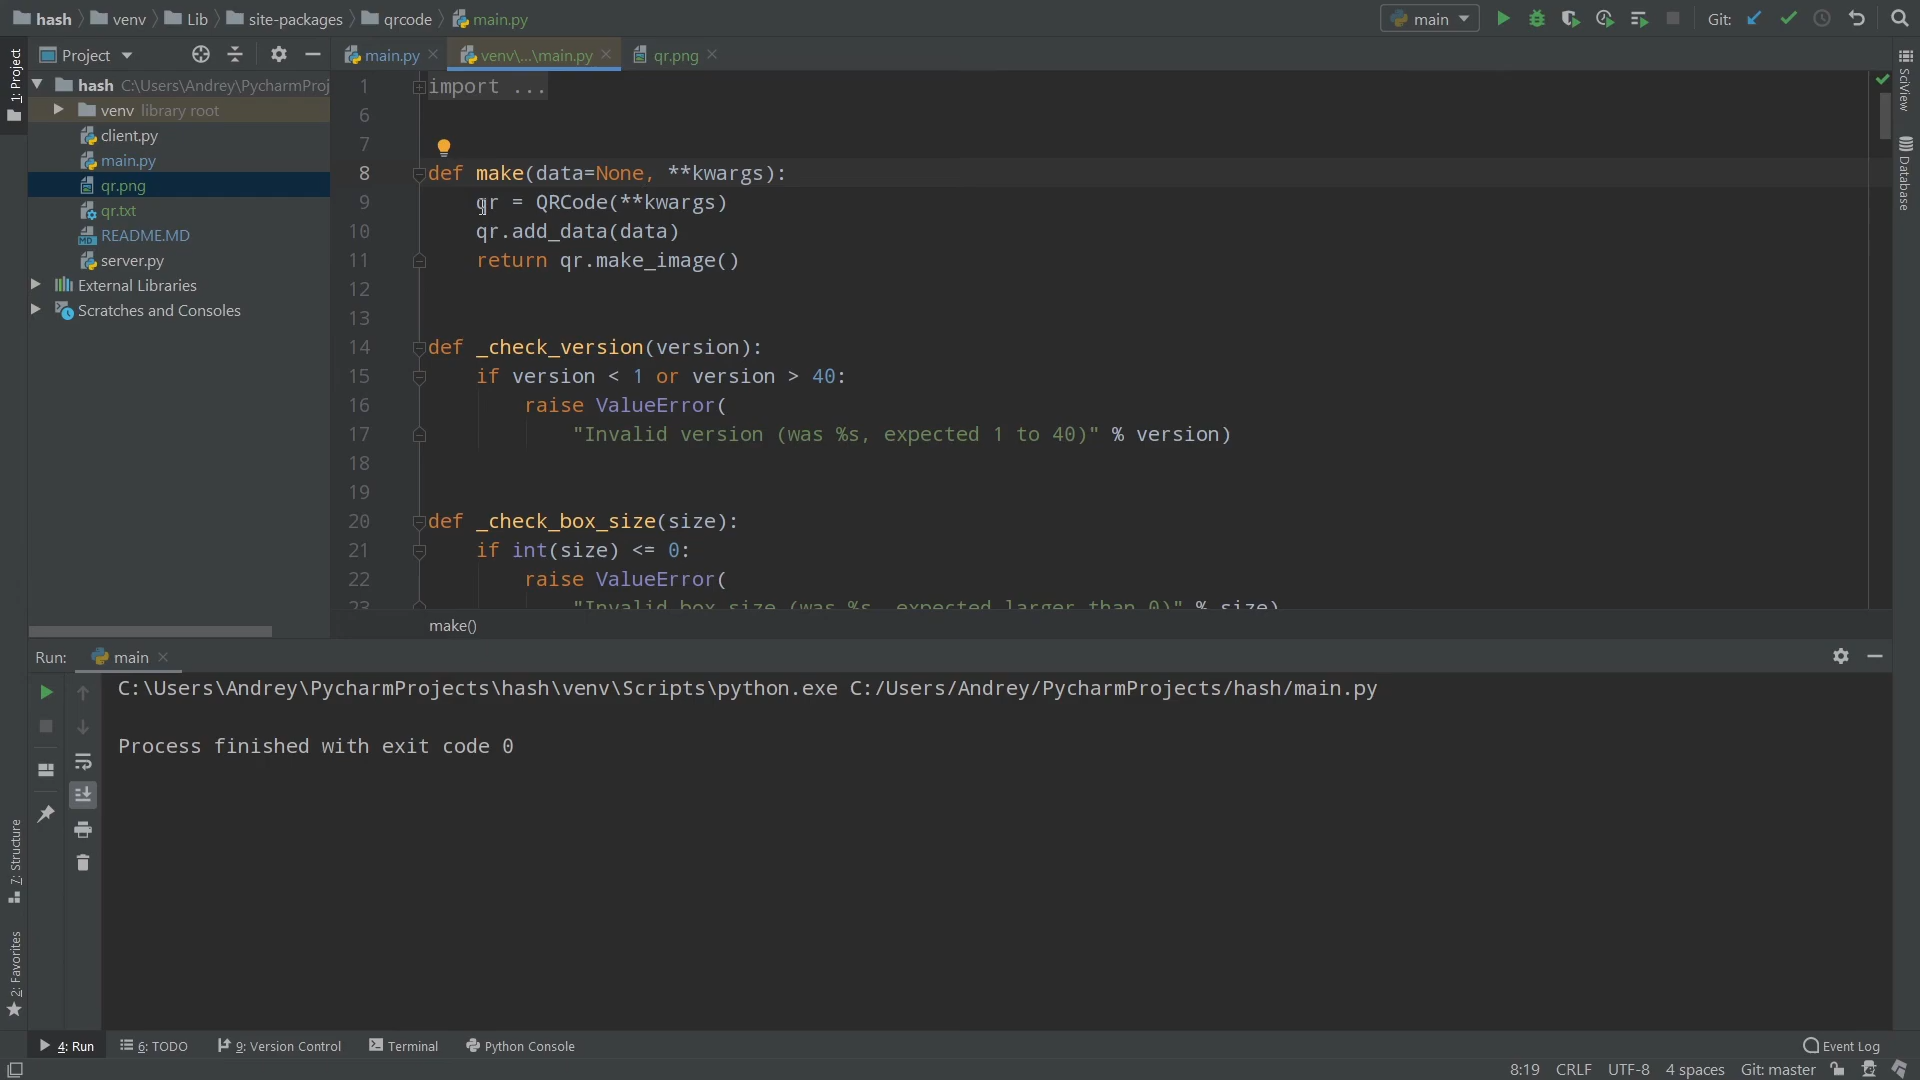 hash venv Lib site-packages qrcode main.py
main
Git:
1: Project
Project
main.py
venv\...\main.py
qr.png
hash C:\Users\Andrey\PycharmProj
venv library root
client.py
main.py
qr.png
qr.txt
README.MD
server.py
External Libraries
Scratches and Consoles
1 import ...
6
7
8 def make(data=None, **kwargs):
9 qr = QRCode(**kwargs)
10 qr.add_data(data)
11 return qr.make_image()
12
13
14 def _check_version(version):
15 if version < 1 or version > 40:
16 raise ValueError(
17 "Invalid version (was %s, expected 1 to 40)" % version)
18
19
20 def _check_box_size(size):
21 if int(size) <= 0:
22 raise ValueError(
23 "Invalid box size (was %s, expected larger than 0)" % size)
make()
SciView
Database
Run: main
C:\Users\Andrey\PycharmProjects\hash\venv\Scripts\python.exe C:/Users/Andrey/PycharmProjects/hash/main.py
Process finished with exit code 0
7: Structure
2: Favorites
4: Run 6: TODO 9: Version Control Terminal Python Console Event Log
8:19 CRLF UTF-8 4 spaces Git: master